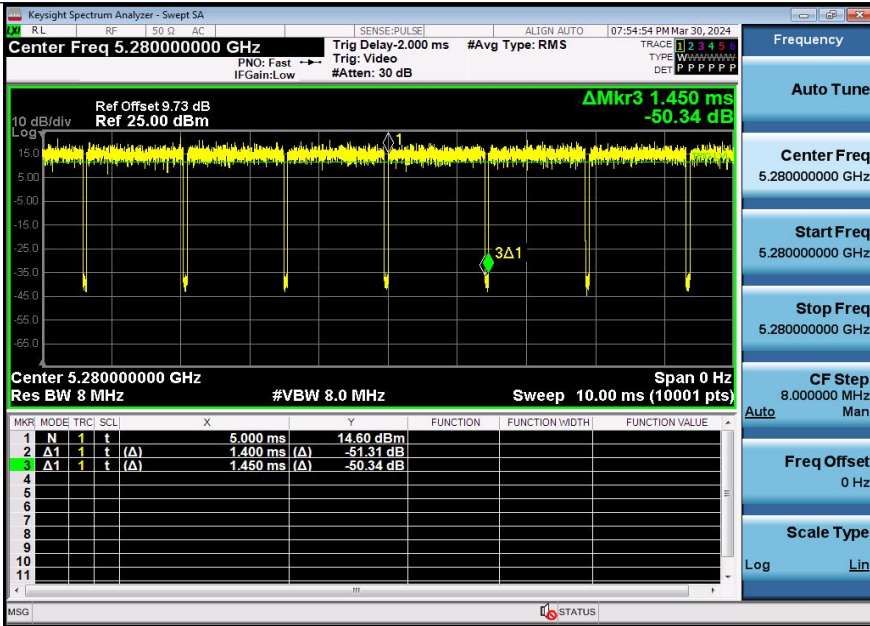 Keysight Spectrum Analyzer - Swept SA
LXI RL RF 50 Ω AC SENSE:PULSE ALIGN AUTO 07:54:54 PM Mar 30, 2024
Center Freq 5.280000000 GHz
PNO: Fast
IFGain:Low
Trig Delay-2.000 ms
Trig: Video
#Atten: 30 dB
#Avg Type: RMS
TRACE 1 2 3 4 5 6
TYPE WWWWWW
DET P P P P P P
Frequency
Auto Tune
Center Freq
5.280000000 GHz
Start Freq
5.280000000 GHz
Stop Freq
5.280000000 GHz
CF Step
8.000000 MHz
Auto Man
Freq Offset
0 Hz
Scale Type
Log Lin
ΔMkr3 1.450 ms
-50.34 dB
Ref Offset 9.73 dB
10 dB/div Ref 25.00 dBm
Log
15.0
5.00
-5.00
-15.0
-25.0
-35.0
-45.0
-55.0
-65.0
1
3Δ1
Center 5.280000000 GHz Span 0 Hz
Res BW 8 MHz #VBW 8.0 MHz Sweep 10.00 ms (10001 pts)
MKR MODE TRC SCL X Y FUNCTION FUNCTION WIDTH FUNCTION VALUE
1 N 1 t 5.000 ms 14.60 dBm
2 Δ1 1 t (Δ) 1.400 ms (Δ) -51.31 dB
3 Δ1 1 t (Δ) 1.450 ms (Δ) -50.34 dB
4
5
6
7
8
9
10
11
MSG STATUS